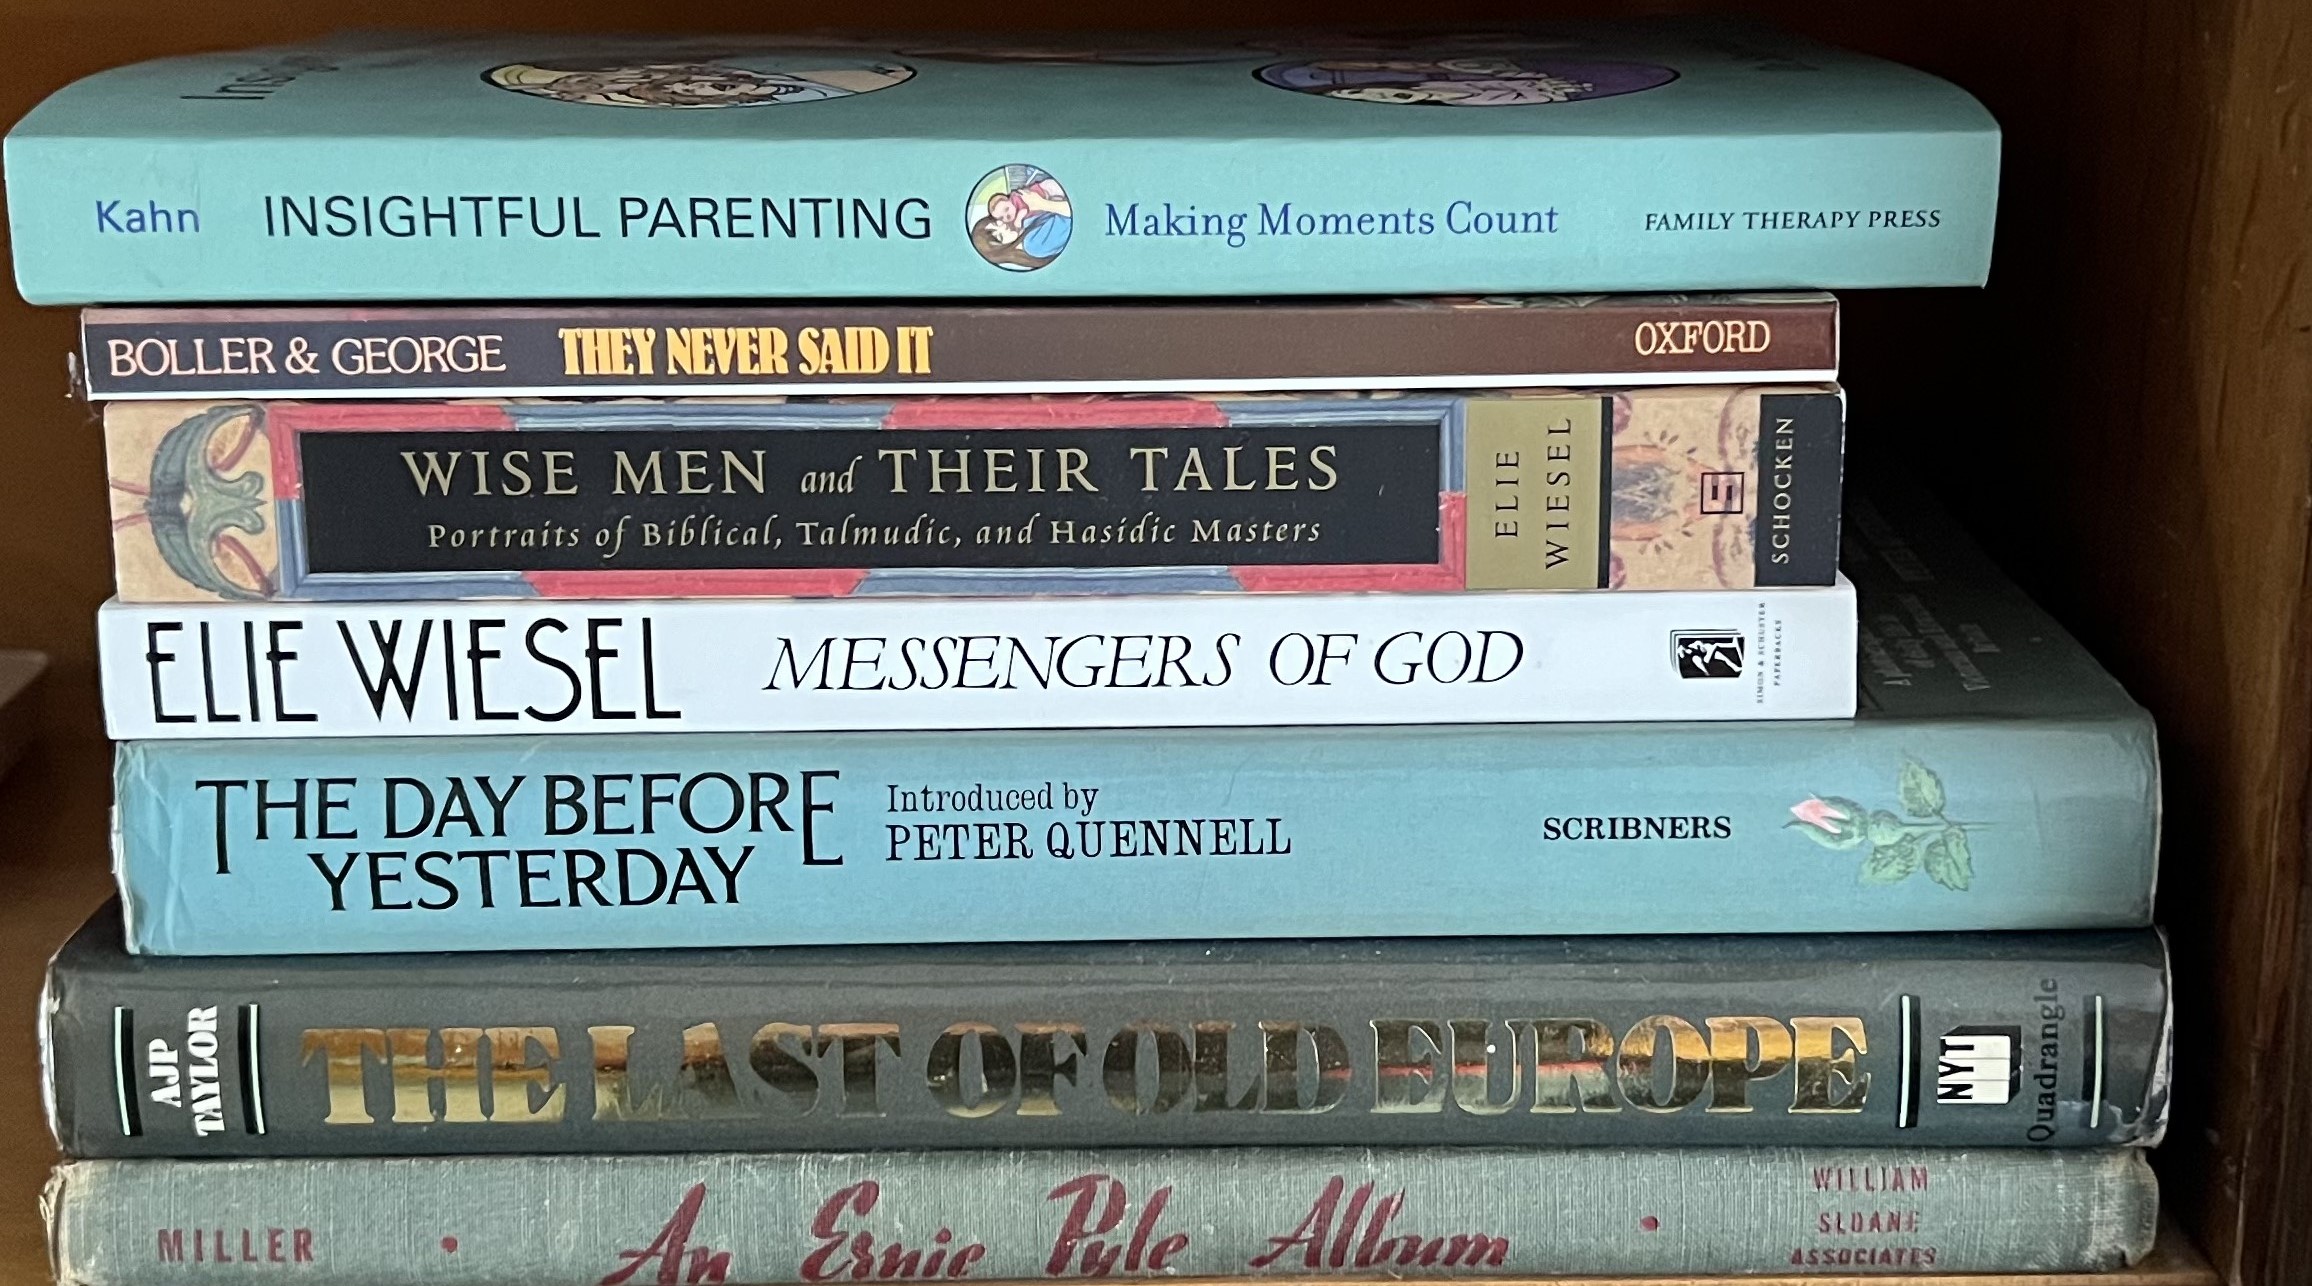 Kahn INSIGHTFUL PARENTING Making Moments Count FAMILY THERAPY PRESS
BOLLER & GEORGE THEY NEVER SAID IT OXFORD
WISE MEN and THEIR TALES
Portraits of Biblical, Talmudic, and Hasidic Masters
ELIE
WIESEL
SCHOCKEN
ELIE WIESEL MESSENGERS OF GOD
SIMON & SCHUSTER
PAPERBACKS
THE DAY BEFORE
YESTERDAY
Introduced by
PETER QUENNELL
SCRIBNERS
AJP
TAYLOR
THE LAST OF OLD EUROPE
NYT
Quadrangle
MILLER • An Ernie Pyle Album •
WILLIAM
SLOANE
ASSOCIATES